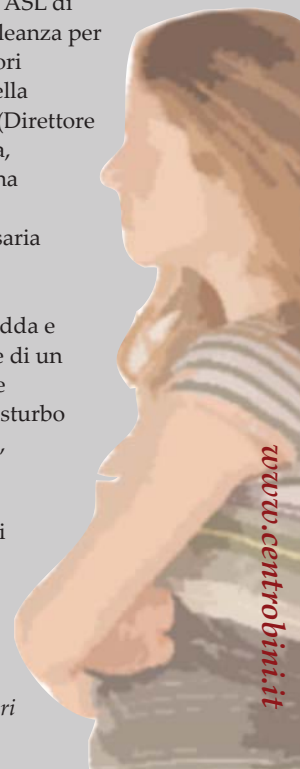 ASL di
leanza per
ori
ella
(Direttore
a,
na
saria
dda e
e di un
e
sturbo
,
i
ri
www.centrobini.it